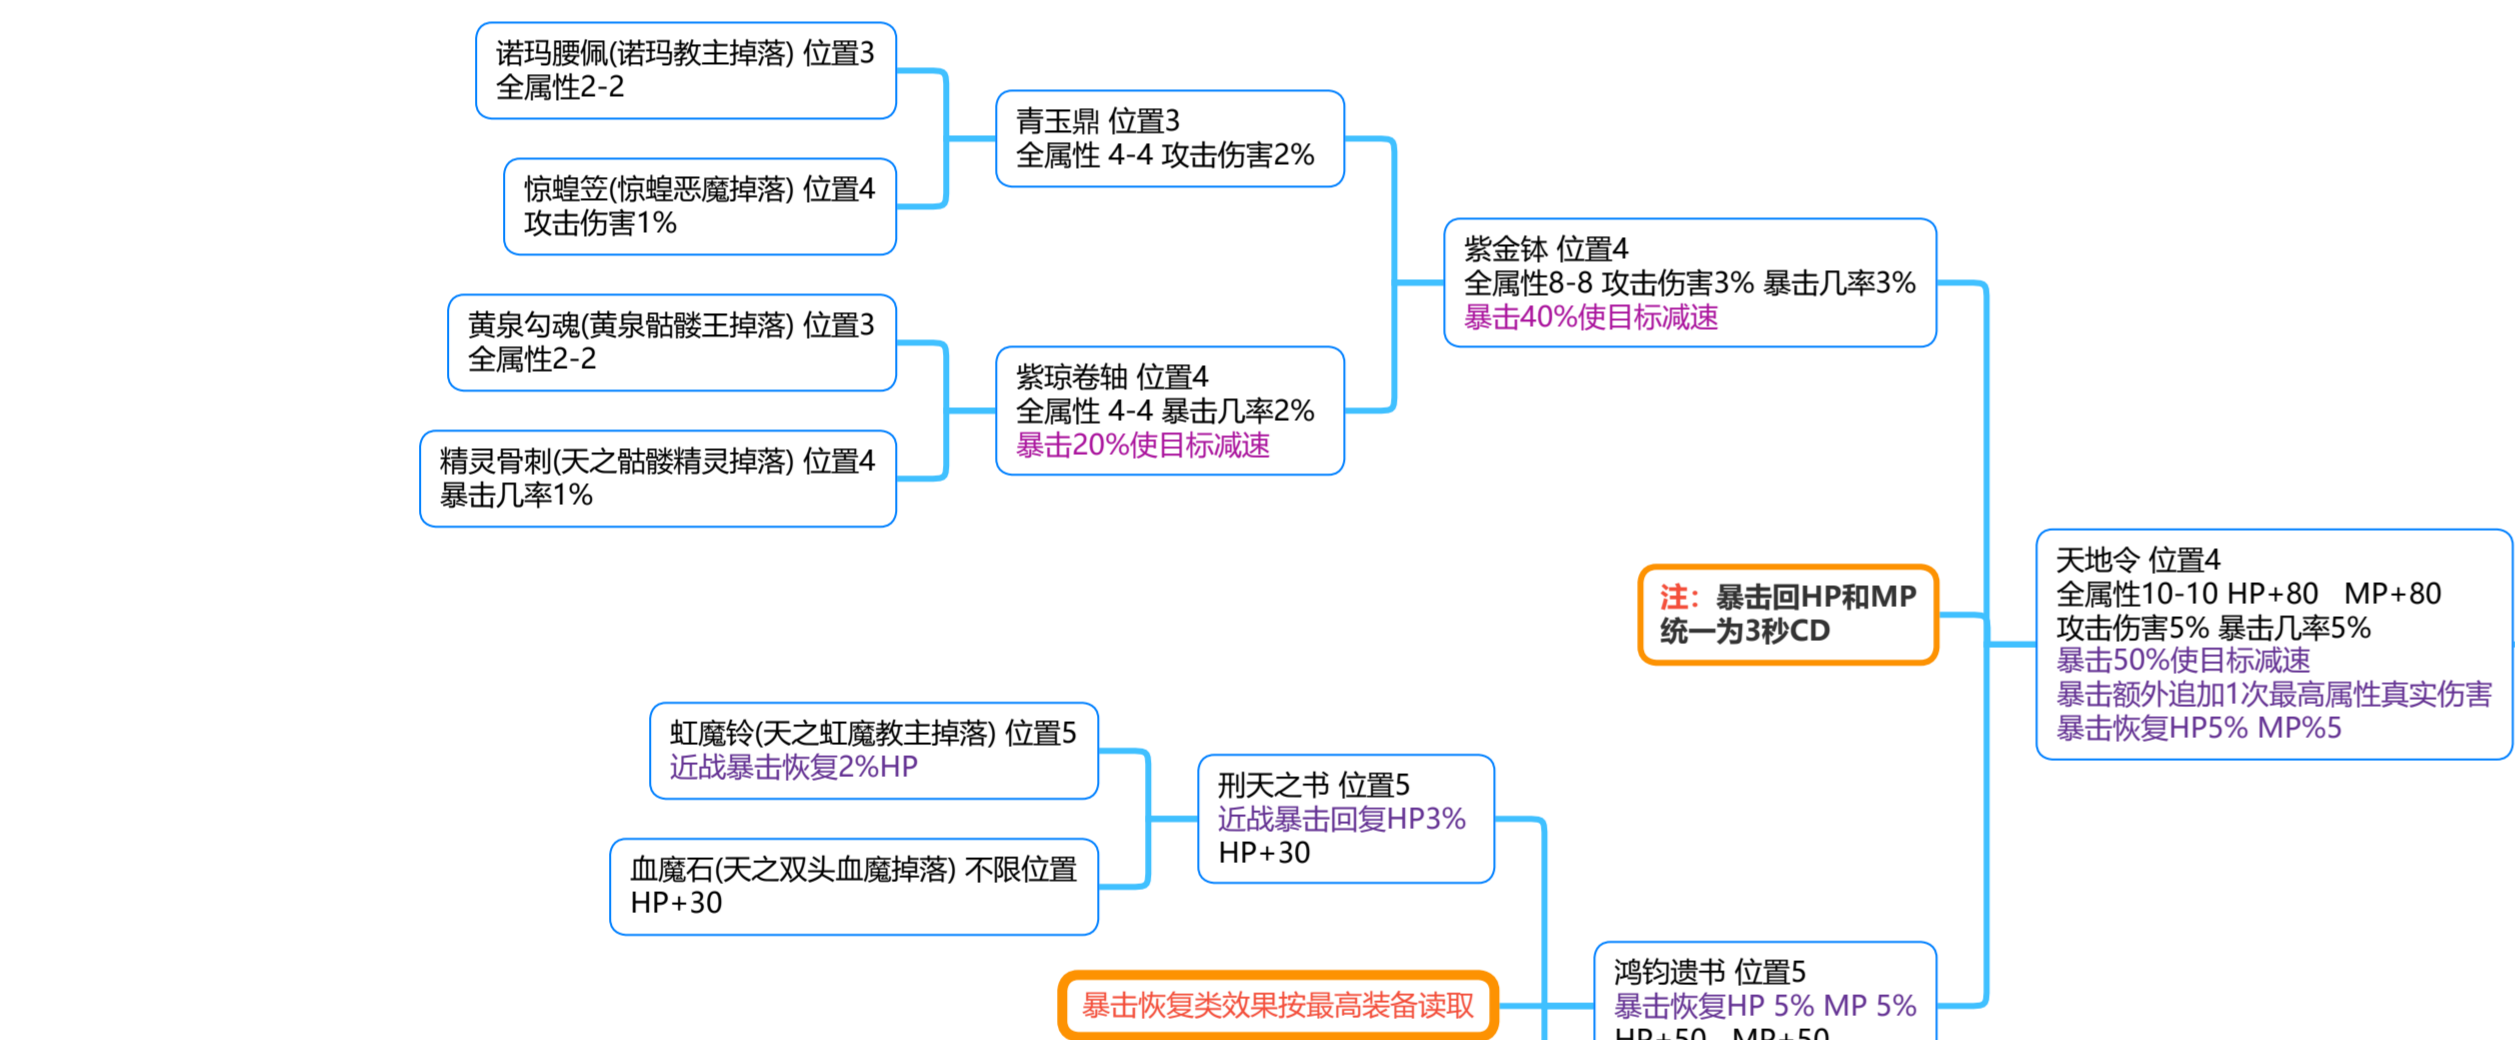 诺玛腰佩(诺玛教主掉落) 位置3
全属性2-2
惊蝗笠(惊蝗恶魔掉落) 位置4
攻击伤害1%
青玉鼎 位置3
全属性 4-4 攻击伤害2%
黄泉勾魂(黄泉骷髅王掉落) 位置3
全属性2-2
精灵骨刺(天之骷髅精灵掉落) 位置4
暴击几率1%
紫琼卷轴 位置4
全属性 4-4 暴击几率2%
暴击20%使目标减速
紫金钵 位置4
全属性8-8 攻击伤害3% 暴击几率3%
暴击40%使目标减速
注：暴击回HP和MP
统一为3秒CD
天地令 位置4
全属性10-10 HP+80 MP+80
攻击伤害5% 暴击几率5%
暴击50%使目标减速
暴击额外追加1次最高属性真实伤害
暴击恢复HP5% MP%5
虹魔铃(天之虹魔教主掉落) 位置5
近战暴击恢复2%HP
血魔石(天之双头血魔掉落) 不限位置
HP+30
刑天之书 位置5
近战暴击回复HP3%
HP+30
暴击恢复类效果按最高装备读取
鸿钧遗书 位置5
暴击恢复HP 5% MP 5%
HP+50 MP+50